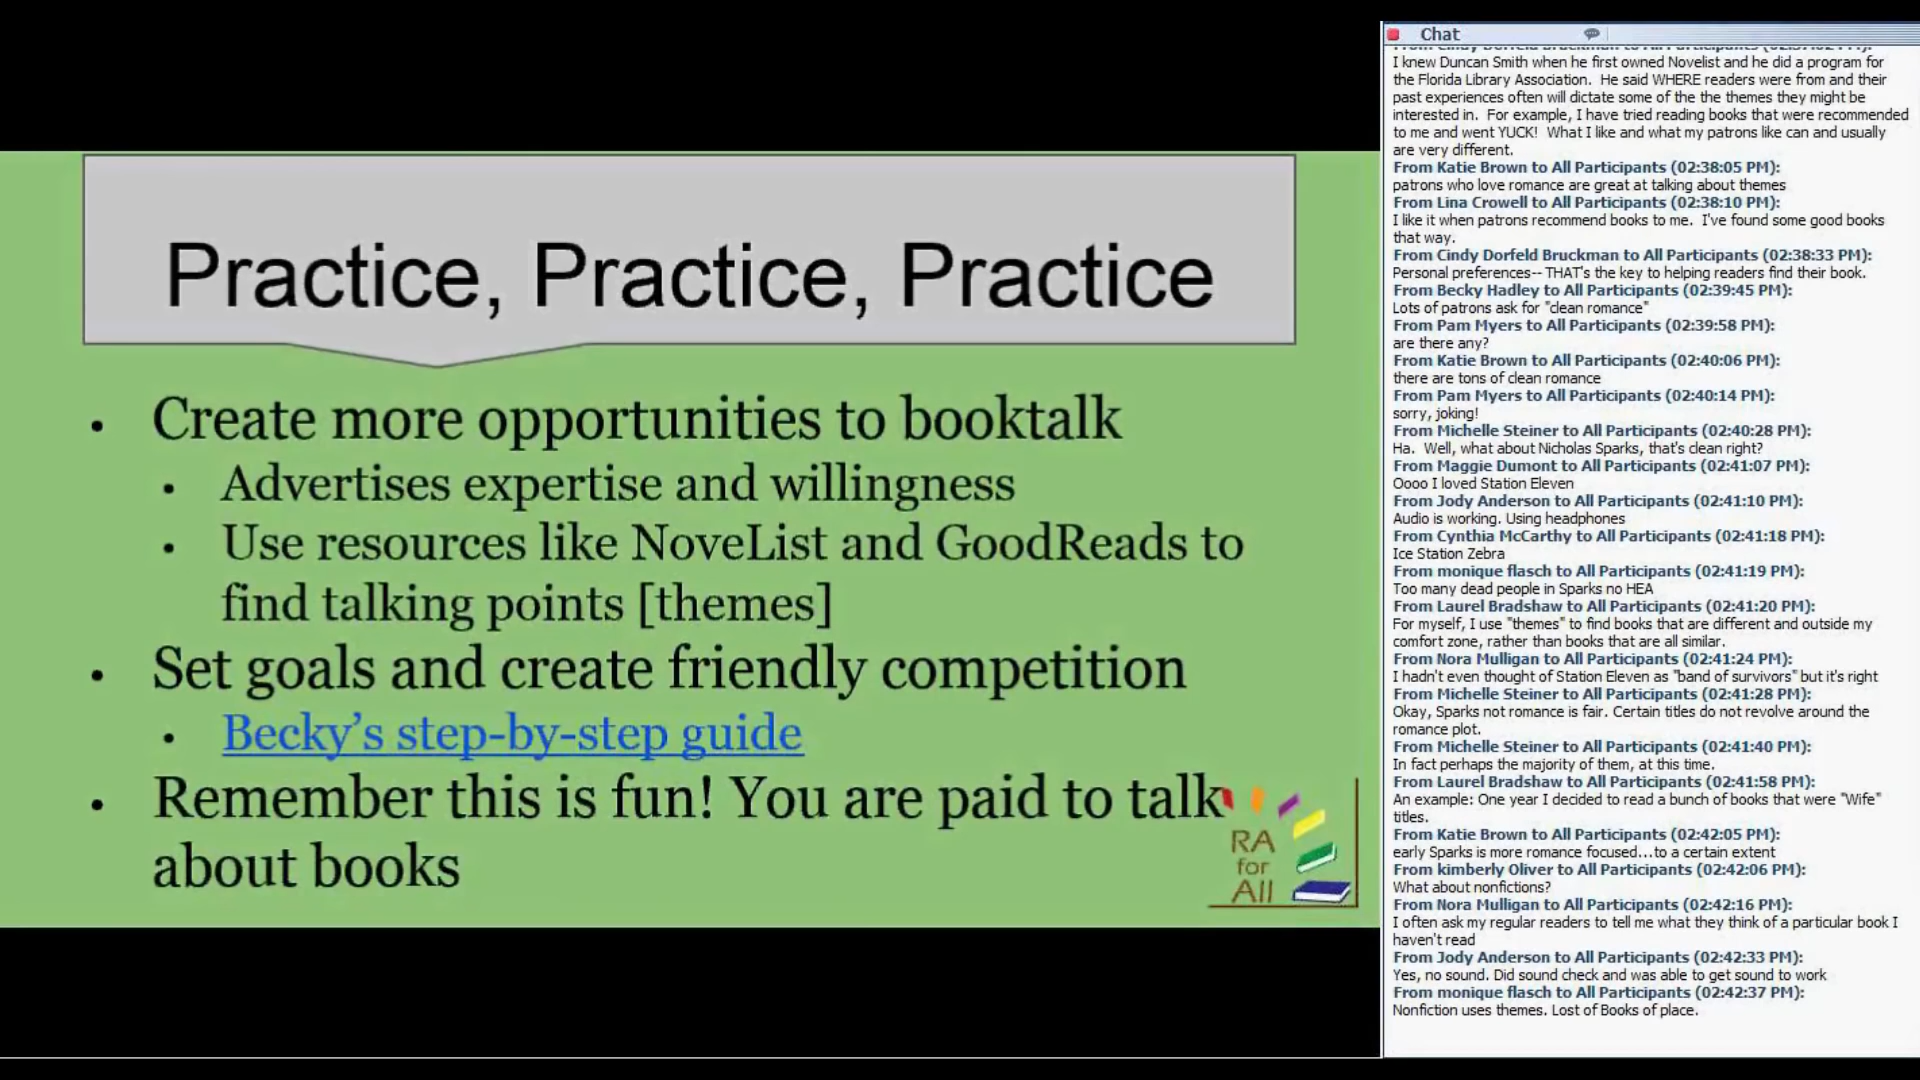 Practice, Practice, Practice
• Create more opportunities to booktalk
• Advertises expertise and willingness
• Use resources like NoveList and GoodReads to
find talking points [themes]
• Set goals and create friendly competition
• Becky's step-by-step guide
• Remember this is fun! You are paid to talk
about books
RA
for
All
Chat
From Cindy Dorfeld Bruckman to All Participants
I knew Duncan Smith when he first owned Novelist and he did a program for
the Florida Library Association.  He said WHERE readers were from and their
past experiences often will dictate some of the the themes they might be
interested in.  For example, I have tried reading books that were recommended
to me and went YUCK!  What I like and what my patrons like can and usually
are very different.
From Katie Brown to All Participants (02:38:05 PM):
patrons who love romance are great at talking about themes
From Lina Crowell to All Participants (02:38:10 PM):
I like it when patrons recommend books to me.  I've found some good books
that way.
From Cindy Dorfeld Bruckman to All Participants (02:38:33 PM):
Personal preferences-- THAT's the key to helping readers find their book.
From Becky Hadley to All Participants (02:39:45 PM):
Lots of patrons ask for "clean romance"
From Pam Myers to All Participants (02:39:58 PM):
are there any?
From Katie Brown to All Participants (02:40:06 PM):
there are tons of clean romance
From Pam Myers to All Participants (02:40:14 PM):
sorry, joking!
From Michelle Steiner to All Participants (02:40:28 PM):
Ha.  Well, what about Nicholas Sparks, that's clean right?
From Maggie Dumont to All Participants (02:41:07 PM):
Oooo I loved Station Eleven
From Jody Anderson to All Participants (02:41:10 PM):
Audio is working. Using headphones
From Cynthia McCarthy to All Participants (02:41:18 PM):
Ice Station Zebra
From monique flasch to All Participants (02:41:19 PM):
Too many dead people in Sparks no HEA
From Laurel Bradshaw to All Participants (02:41:20 PM):
For myself, I use "themes" to find books that are different and outside my
comfort zone, rather than books that are all similar.
From Nora Mulligan to All Participants (02:41:24 PM):
I hadn't even thought of Station Eleven as "band of survivors" but it's right
From Michelle Steiner to All Participants (02:41:28 PM):
Okay, Sparks not romance is fair. Certain titles do not revolve around the
romance plot.
From Michelle Steiner to All Participants (02:41:40 PM):
In fact perhaps the majority of them, at this time.
From Laurel Bradshaw to All Participants (02:41:58 PM):
An example: One year I decided to read a bunch of books that were "Wife"
titles.
From Katie Brown to All Participants (02:42:05 PM):
early Sparks is more romance focused...to a certain extent
From kimberly Oliver to All Participants (02:42:06 PM):
What about nonfictions?
From Nora Mulligan to All Participants (02:42:16 PM):
I often ask my regular readers to tell me what they think of a particular book I
haven't read
From Jody Anderson to All Participants (02:42:33 PM):
Yes, no sound. Did sound check and was able to get sound to work
From monique flasch to All Participants (02:42:37 PM):
Nonfiction uses themes. Lost of Books of place.